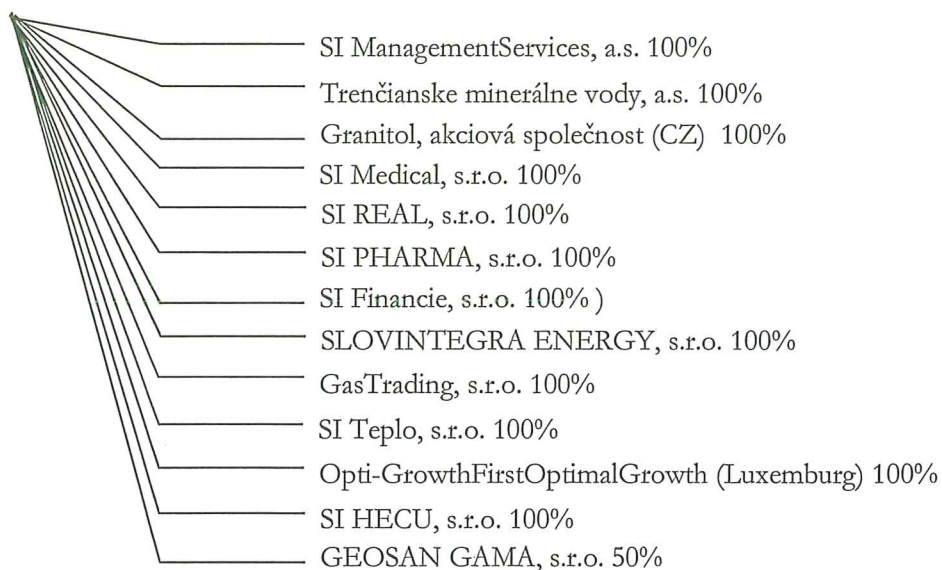 SI ManagementServices, a.s. 100%
Trenčianske minerálne vody, a.s. 100%
Granitol, akciová společnost (CZ) 100%
SI Medical, s.r.o. 100%
SI REAL, s.r.o. 100%
SI PHARMA, s.r.o. 100%
SI Financie, s.r.o. 100% )
SLOVINTEGRA ENERGY, s.r.o. 100%
GasTrading, s.r.o. 100%
SI Teplo, s.r.o. 100%
Opti-GrowthFirstOptimalGrowth (Luxemburg) 100%
SI HECU, s.r.o. 100%
GEOSAN GAMA, s.r.o. 50%